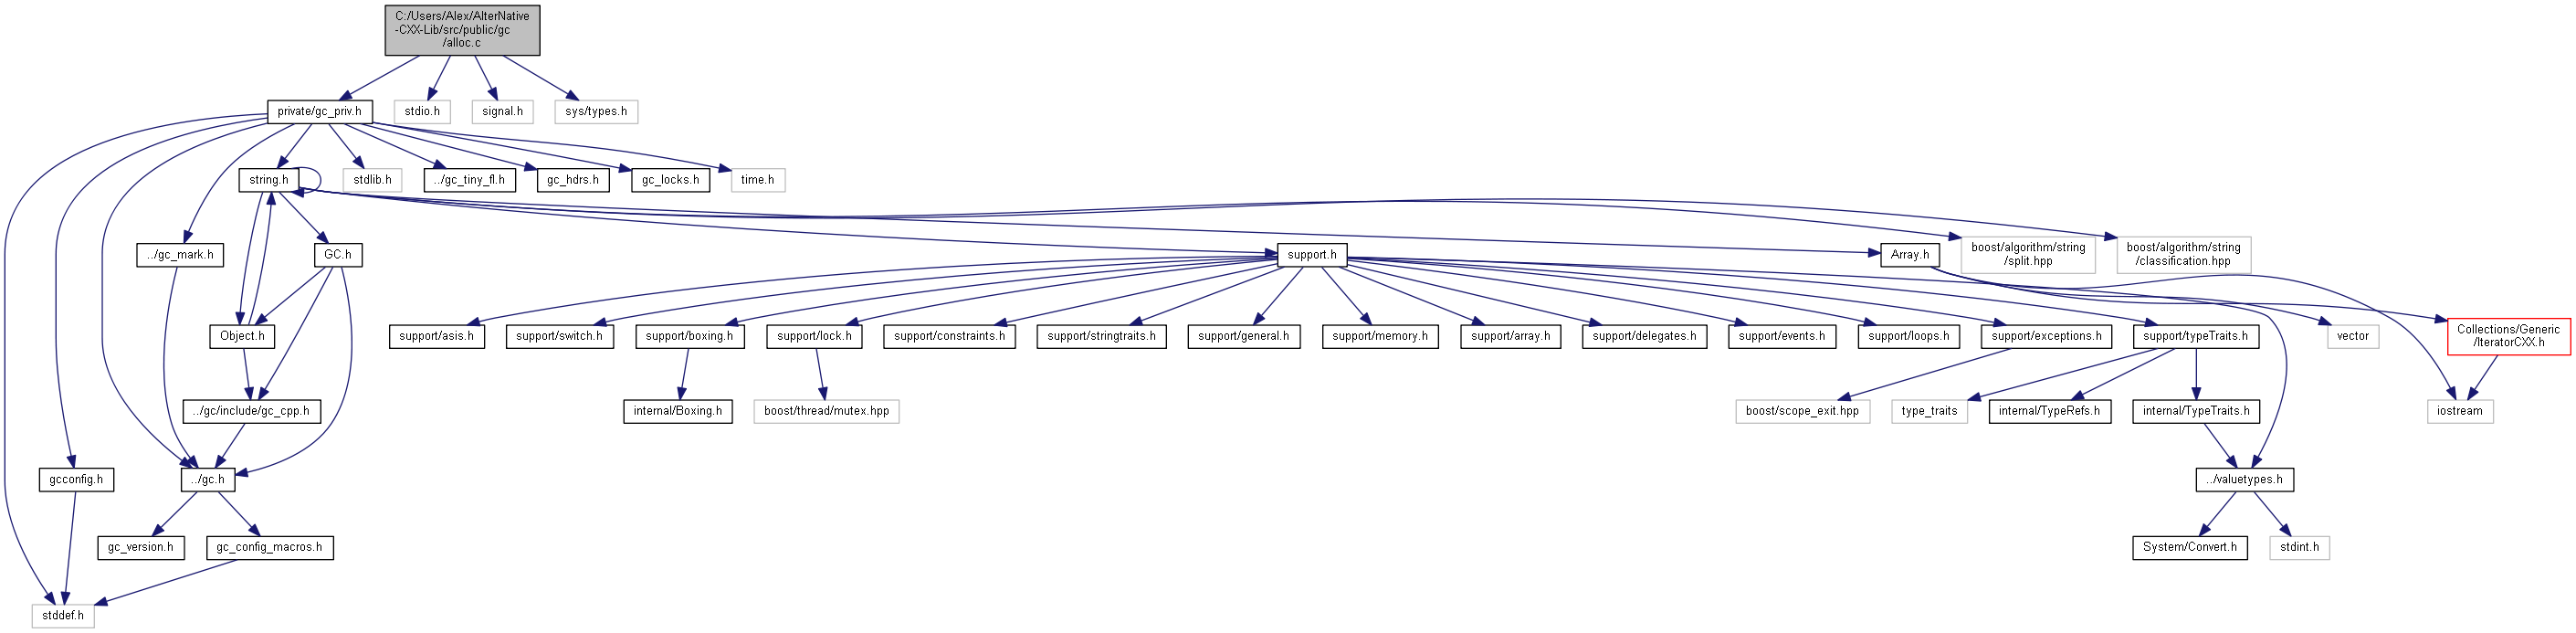 C:/Users/Alex/AlterNative
-CXX-Lib/src/public/gc
/alloc.c
private/gc_priv.h
stdio.h
signal.h
sys/types.h
string.h
stdlib.h
../gc_tiny_fl.h
gc_hdrs.h
gc_locks.h
time.h
../gc_mark.h
GC.h
support.h
Array.h
boost/algorithm/string
/split.hpp
boost/algorithm/string
/classification.hpp
Object.h
support/asis.h
support/switch.h
support/boxing.h
support/lock.h
support/constraints.h
support/stringtraits.h
support/general.h
support/memory.h
support/array.h
support/delegates.h
support/events.h
support/loops.h
support/exceptions.h
support/typeTraits.h
vector
Collections/Generic
/IteratorCXX.h
../gc/include/gc_cpp.h
internal/Boxing.h
boost/thread/mutex.hpp
boost/scope_exit.hpp
type_traits
internal/TypeRefs.h
internal/TypeTraits.h
iostream
gcconfig.h
../gc.h
../valuetypes.h
gc_version.h
gc_config_macros.h
System/Convert.h
stdint.h
stddef.h